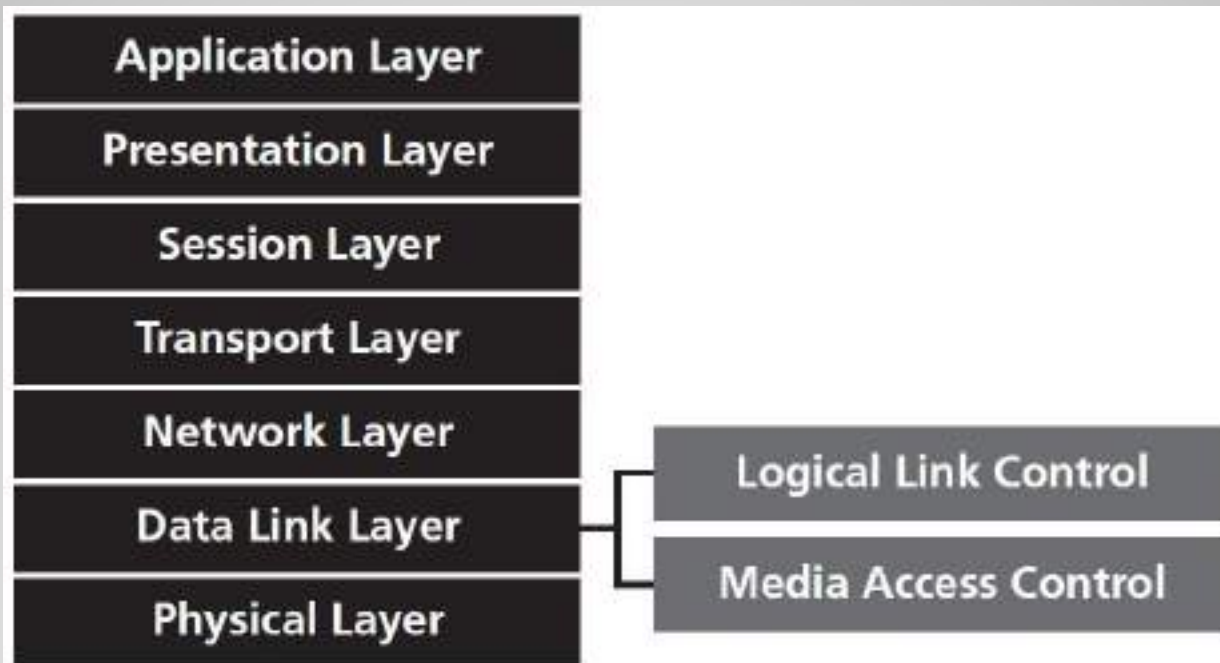 Application Layer
Presentation Layer
Session Layer
Transport Layer
Network Layer
Data Link Layer
Physical Layer
Logical Link Control
Media Access Control